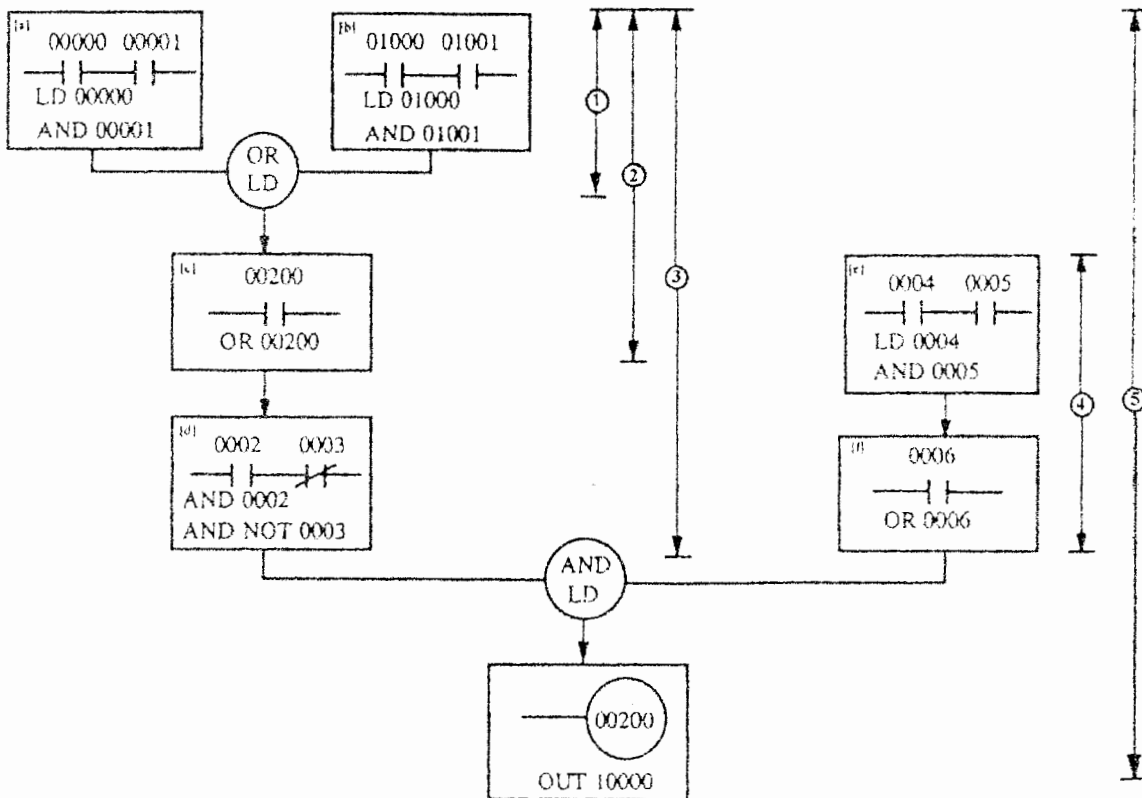 [a]
00000 00001
LD 00000
AND 00001
[b]
01000 01001
LD 01000
AND 01001
OR
LD
[c]
00200
OR 00200
[d]
0002 0003
AND 0002
AND NOT 0003
①
②
③
[e]
0004 0005
LD 0004
AND 0005
④
[f]
0006
OR 0006
⑤
AND
LD
00200
OUT 10000